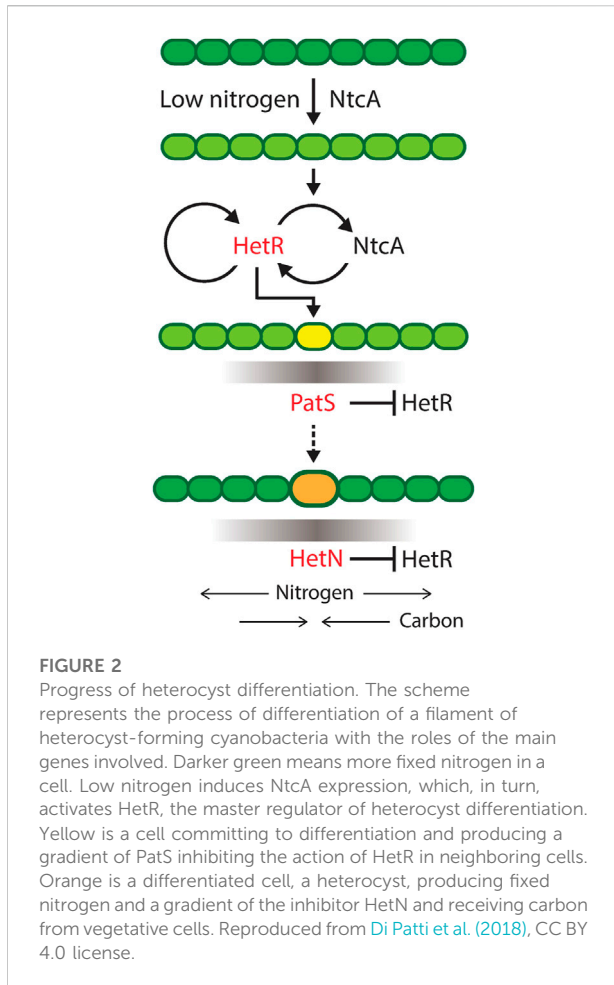 Low nitrogen NtcA
HetR NtcA
PatS HetR
HetN HetR
Nitrogen
Carbon
FIGURE 2
Progress of heterocyst differentiation. The scheme
represents the process of differentiation of a filament of
heterocyst-forming cyanobacteria with the roles of the main
genes involved. Darker green means more fixed nitrogen in a
cell. Low nitrogen induces NtcA expression, which, in turn,
activates HetR, the master regulator of heterocyst differentiation.
Yellow is a cell committing to differentiation and producing a
gradient of PatS inhibiting the action of HetR in neighboring cells.
Orange is a differentiated cell, a heterocyst, producing fixed
nitrogen and a gradient of the inhibitor HetN and receiving carbon
from vegetative cells. Reproduced from Di Patti et al. (2018), CC BY
4.0 license.